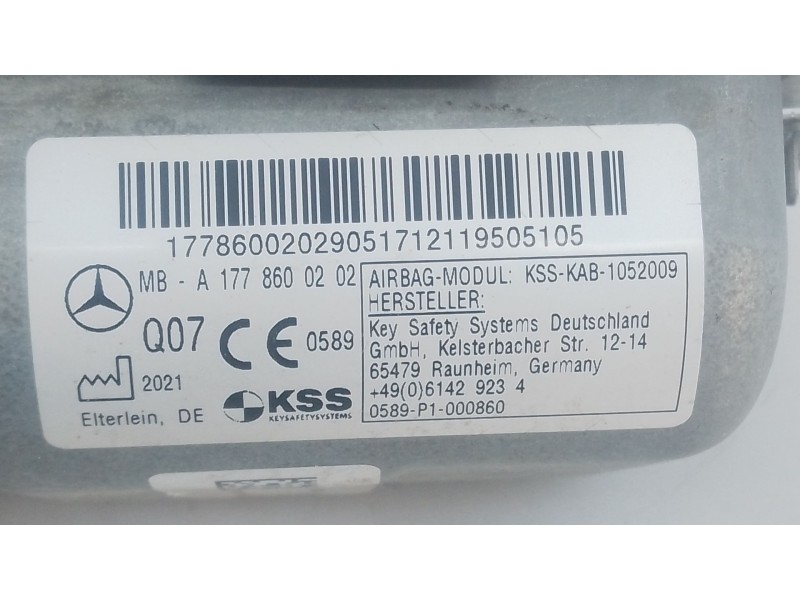 17786002029051712119505105
MB - A 177 860 02 02
Q07
CE 0589
2021
Elterlein, DE
KSS
KEYSAFETYSYSTEMS
AIRBAG-MODUL: KSS-KAB-1052009
HERSTELLER:
Key Safety Systems Deutschland
GmbH, Kelsterbacher Str. 12-14
65479 Raunheim, Germany
+49(0)6142 923 4
0589-P1-000860